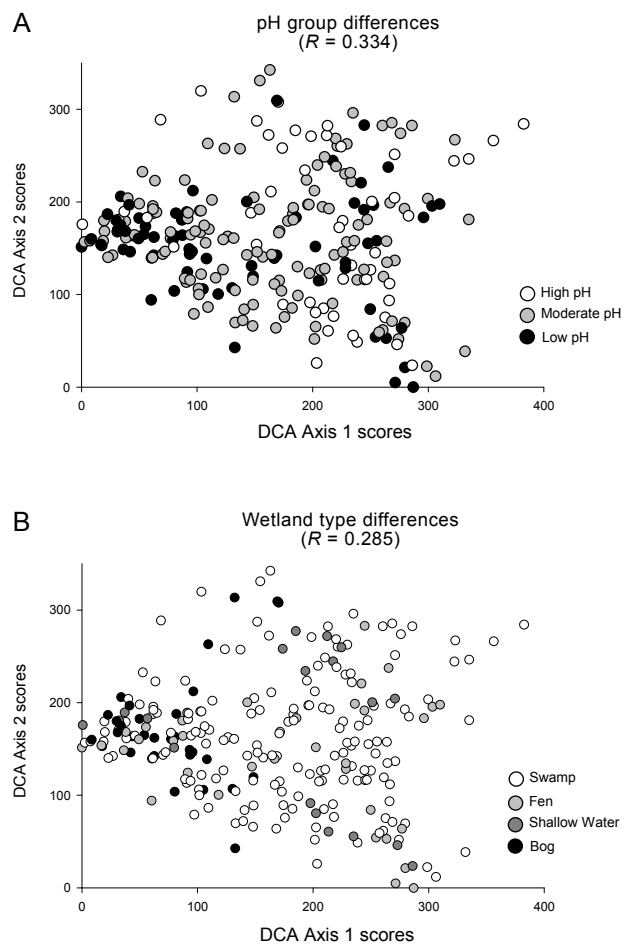 A
pH group differences
(R = 0.334)
DCA Axis 2 scores
300
200
100
0
0 100 200 300 400
DCA Axis 1 scores
High pH
Moderate pH
Low pH
B
Wetland type differences
(R = 0.285)
DCA Axis 2 scores
300
200
100
0
0 100 200 300 400
DCA Axis 1 scores
Swamp
Fen
Shallow Water
Bog